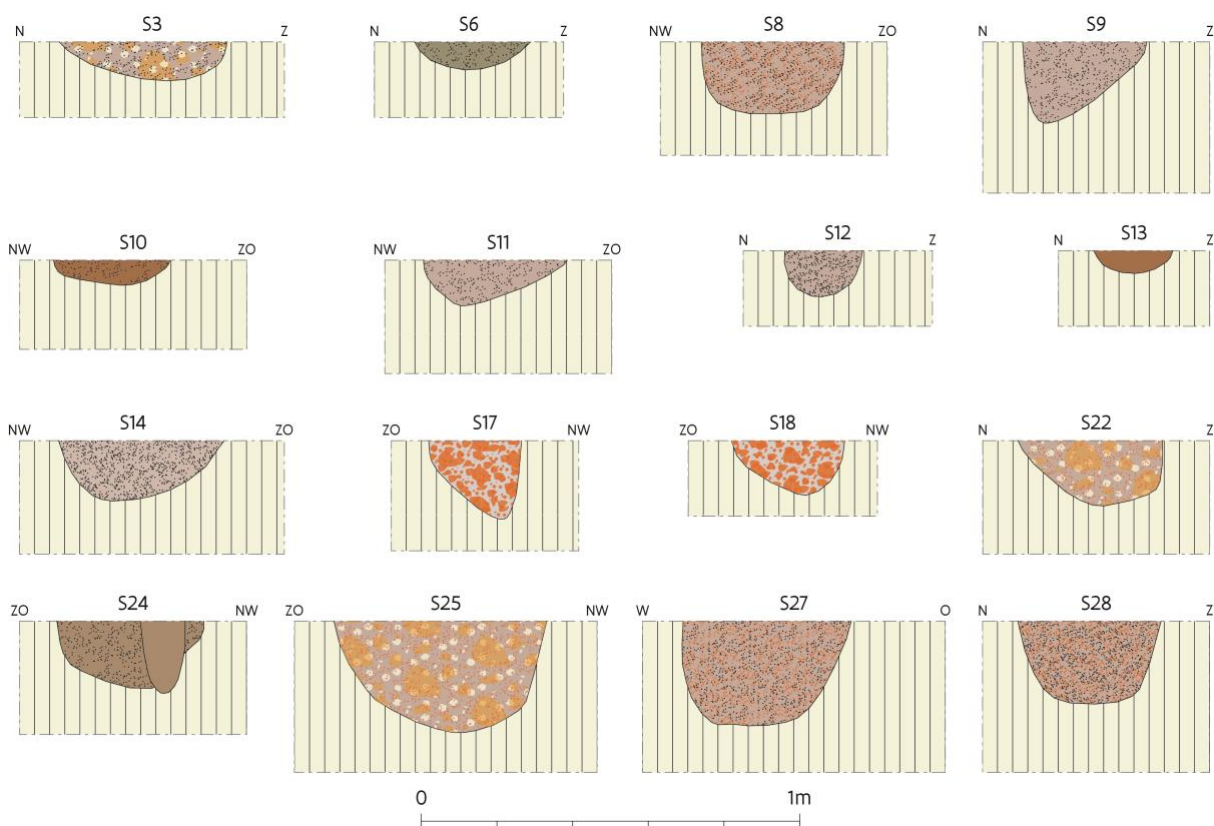 N S3 Z
N S6 Z
NW S8 ZO
N S9 Z
NW S10 ZO
NW S11 ZO
N S12 Z
N S13 Z
NW S14 ZO
ZO S17 NW
ZO S18 NW
N S22 Z
ZO S24 NW
ZO S25 NW
W S27 O
N S28 Z
0 1m